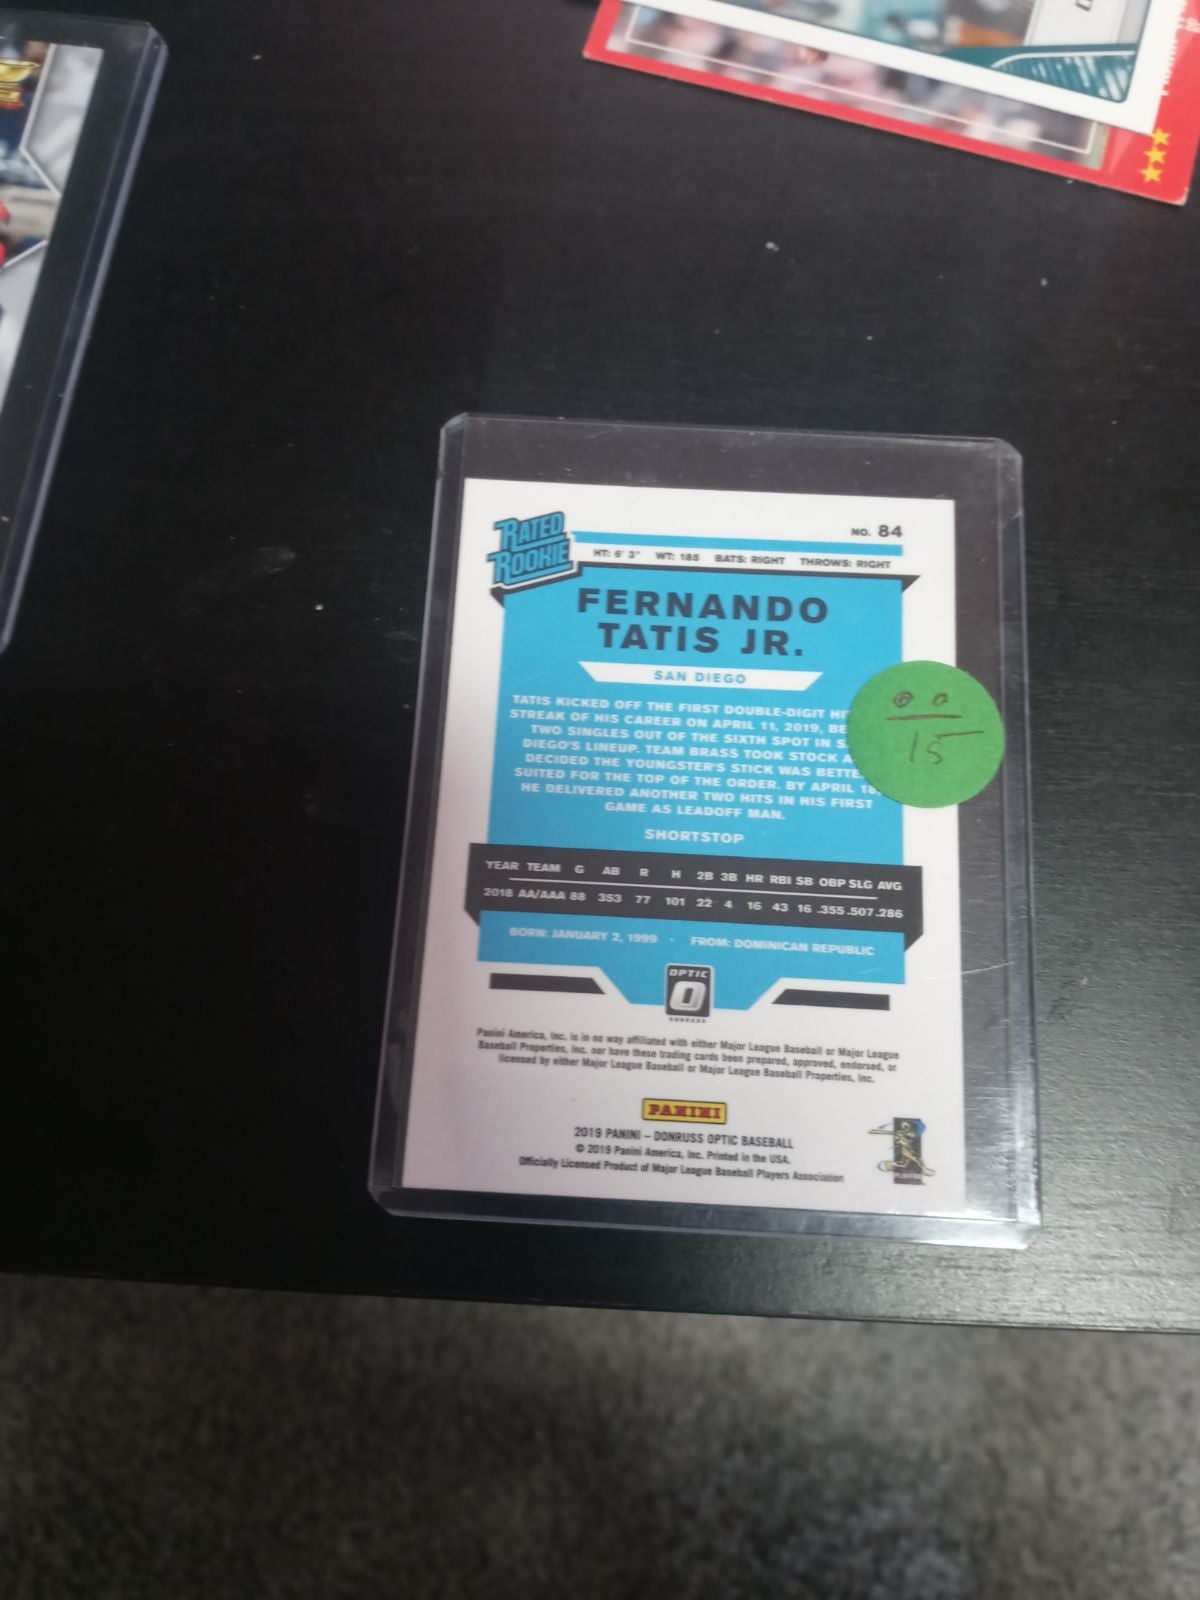 RATED
ROOKIE
NO. 84
HT: 6' 3" WT: 185 BATS: RIGHT THROWS: RIGHT
FERNANDO
TATIS JR.
SAN DIEGO
TATIS KICKED OFF THE FIRST DOUBLE-DIGIT
STREAK OF HIS CAREER ON APRIL 11, 2019,
TWO SINGLES OUT OF THE SIXTH SPOT IN
DIEGO'S LINEUP. TEAM BRASS TOOK STOCK
DECIDED THE YOUNGSTER'S STICK WAS
SUITED FOR THE TOP OF THE ORDER. BY APRIL 18,
HE DELIVERED ANOTHER TWO HITS IN HIS FIRST
GAME AS LEADOFF MAN.
15
SHORTSTOP
YEAR TEAM G AB R H 2B 3B HR RBI SB OBP SLG AVG
2018 AA/AAA 88 353 77 101 22 4 16 43 16 .355 .507 .286
BORN: JANUARY 2, 1999 - FROM: DOMINICAN REPUBLIC
OPTIC
DONRUSS
Panini America, Inc. is in no way affiliated with either Major League Baseball or Major League
Baseball Properties, Inc. nor have these trading cards been prepared, approved, endorsed, or
licensed by either Major League Baseball or Major League Baseball Properties, Inc.
PANINI
2019 PANINI – DONRUSS OPTIC BASEBALL
© 2019 Panini America, Inc. Printed in the USA.
Officially Licensed Product of Major League Baseball Players Association